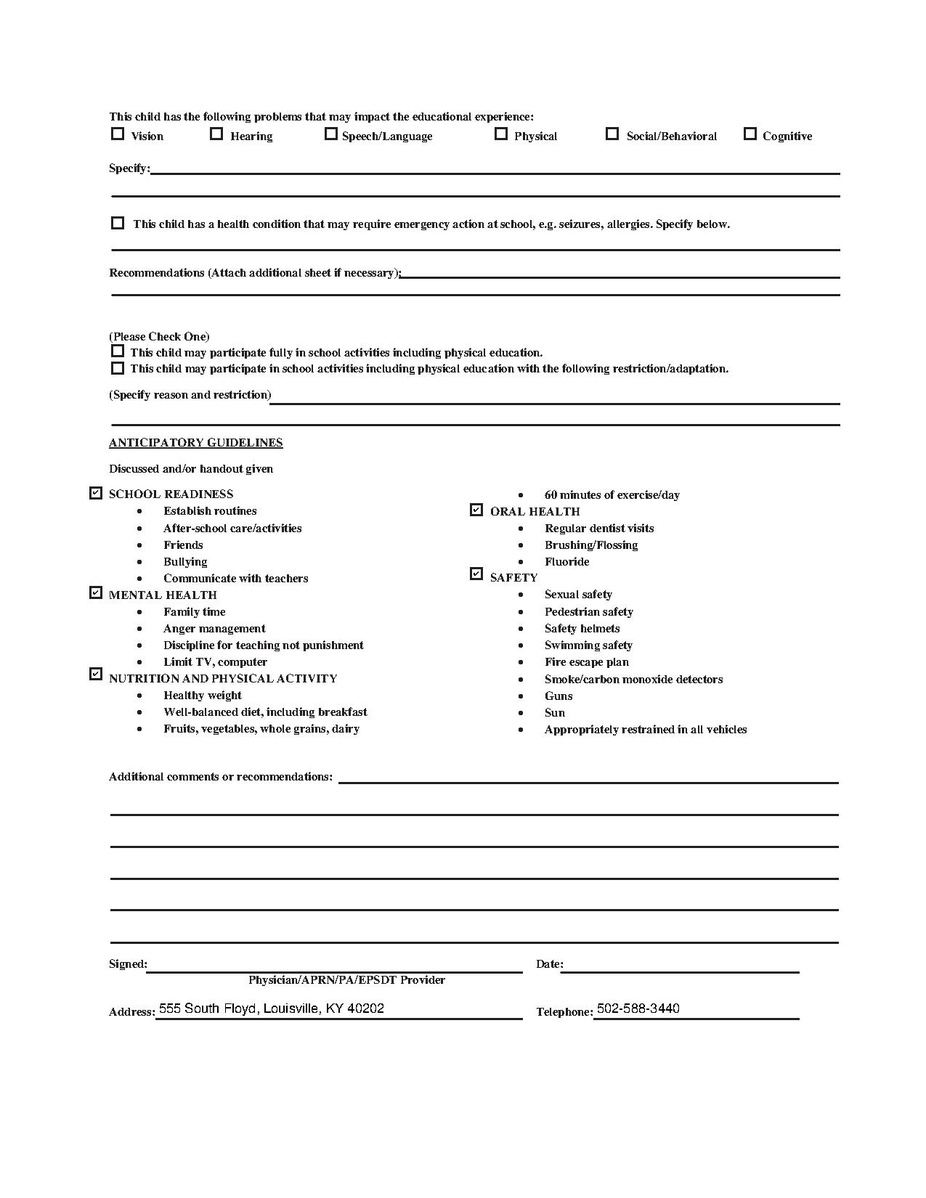 This child has the following problems that may impact the educational experience:
☐ Vision ☐ Hearing ☐ Speech/Language ☐ Physical ☐ Social/Behavioral ☐ Cognitive
Specify:
☐ This child has a health condition that may require emergency action at school, e.g. seizures, allergies. Specify below.
Recommendations (Attach additional sheet if necessary):
(Please Check One)
☐ This child may participate fully in school activities including physical education.
☐ This child may participate in school activities including physical education with the following restriction/adaptation.
(Specify reason and restriction)
ANTICIPATORY GUIDELINES
Discussed and/or handout given
☑ SCHOOL READINESS
• Establish routines
• After-school care/activities
• Friends
• Bullying
• Communicate with teachers
☑ MENTAL HEALTH
• Family time
• Anger management
• Discipline for teaching not punishment
• Limit TV, computer
☑ NUTRITION AND PHYSICAL ACTIVITY
• Healthy weight
• Well-balanced diet, including breakfast
• Fruits, vegetables, whole grains, dairy
• 60 minutes of exercise/day
☑ ORAL HEALTH
• Regular dentist visits
• Brushing/Flossing
• Fluoride
☑ SAFETY
• Sexual safety
• Pedestrian safety
• Safety helmets
• Swimming safety
• Fire escape plan
• Smoke/carbon monoxide detectors
• Guns
• Sun
• Appropriately restrained in all vehicles
Additional comments or recommendations:
Signed: Date:
Physician/APRN/PA/EPSDT Provider
Address: 555 South Floyd, Louisville, KY 40202 Telephone: 502-588-3440